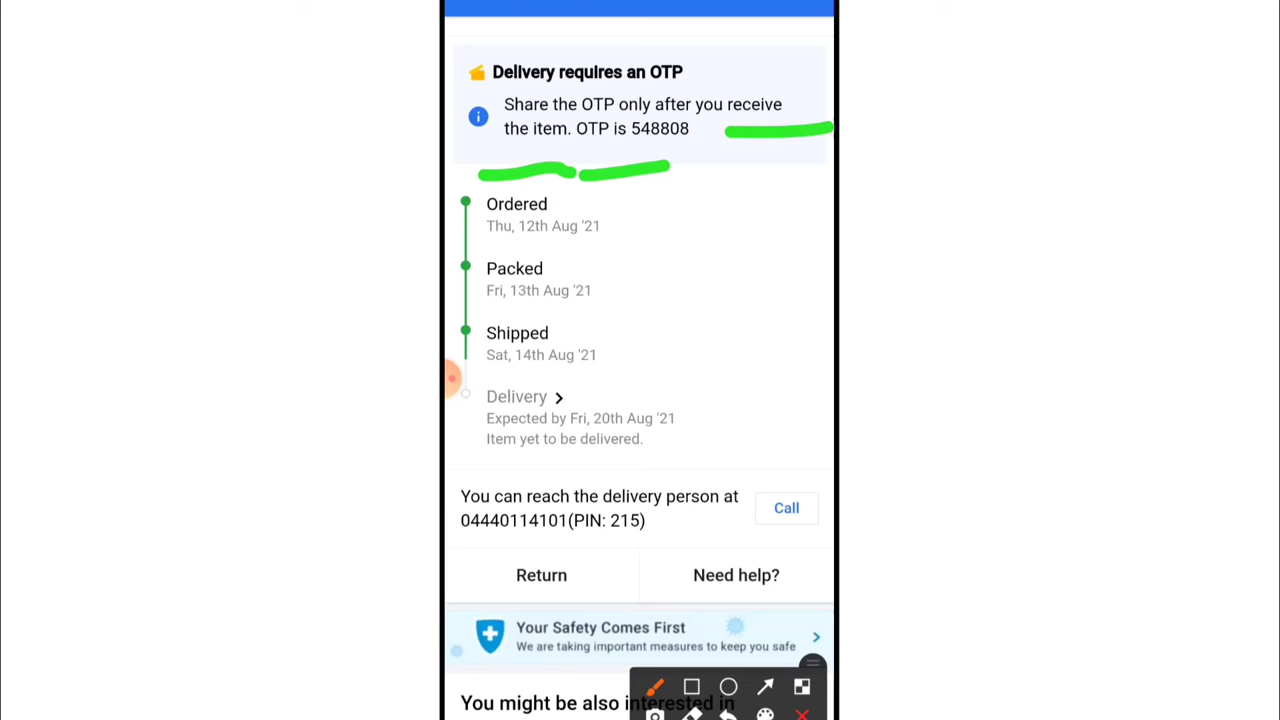 Delivery requires an OTP
Share the OTP only after you receive
the item. OTP is 548808
Ordered
Thu, 12th Aug '21
Packed
Fri, 13th Aug '21
Shipped
Sat, 14th Aug '21
Delivery
Expected by Fri, 20th Aug '21
Item yet to be delivered.
You can reach the delivery person at
04440114101(PIN: 215)
Call
Return
Need help?
Your Safety Comes First
We are taking important measures to keep you safe
You might be also interested in